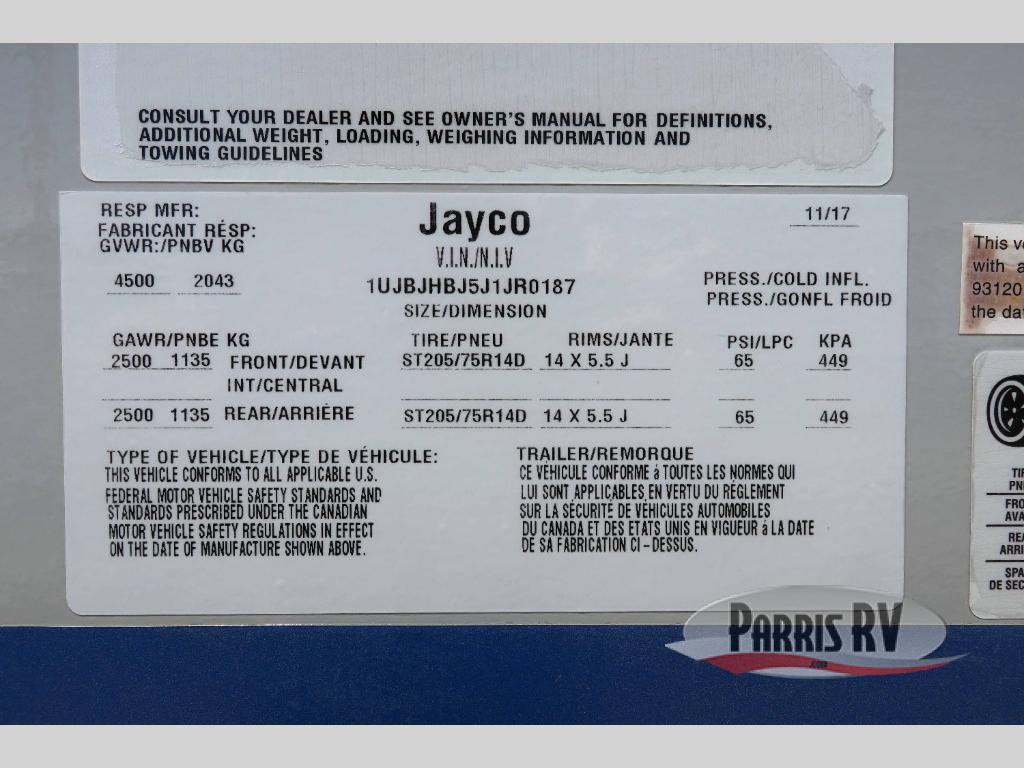 CONSULT YOUR DEALER AND SEE OWNER'S MANUAL FOR DEFINITIONS,
ADDITIONAL WEIGHT, LOADING, WEIGHING INFORMATION AND
TOWING GUIDELINES
RESP MFR: Jayco 11/17
FABRICANT RÉSP:
GVWR:/PNBV KG V.I.N./N.I.V
4500 2043 1UJBJHBJ5J1JR0187 PRESS./COLD INFL.
SIZE/DIMENSION PRESS./GONFL FROID
GAWR/PNBE KG TIRE/PNEU RIMS/JANTE PSI/LPC KPA
2500 1135 FRONT/DEVANT ST205/75R14D 14 X 5.5 J 65 449
INT/CENTRAL
2500 1135 REAR/ARRIÈRE ST205/75R14D 14 X 5.5 J 65 449
TYPE OF VEHICLE/TYPE DE VÉHICULE: TRAILER/REMORQUE
THIS VEHICLE CONFORMS TO ALL APPLICABLE U.S.
FEDERAL MOTOR VEHICLE SAFETY STANDARDS AND
STANDARDS PRESCRIBED UNDER THE CANADIAN
MOTOR VEHICLE SAFETY REGULATIONS IN EFFECT
ON THE DATE OF MANUFACTURE SHOWN ABOVE.
CE VÉHICULE CONFORME à TOUTES LES NORMES QUI
LUI SONT APPLICABLES EN VERTU DU RÉGLEMENT
SUR LA SÉCURITÉ DE VÉHICULES AUTOMOBILES
DU CANADA ET DES ETATS UNIS EN VIGUEUR à LA DATE
DE SA FABRICATION CI-DESSUS.
This
with
93120
the
DE
PARRIS RV
.com